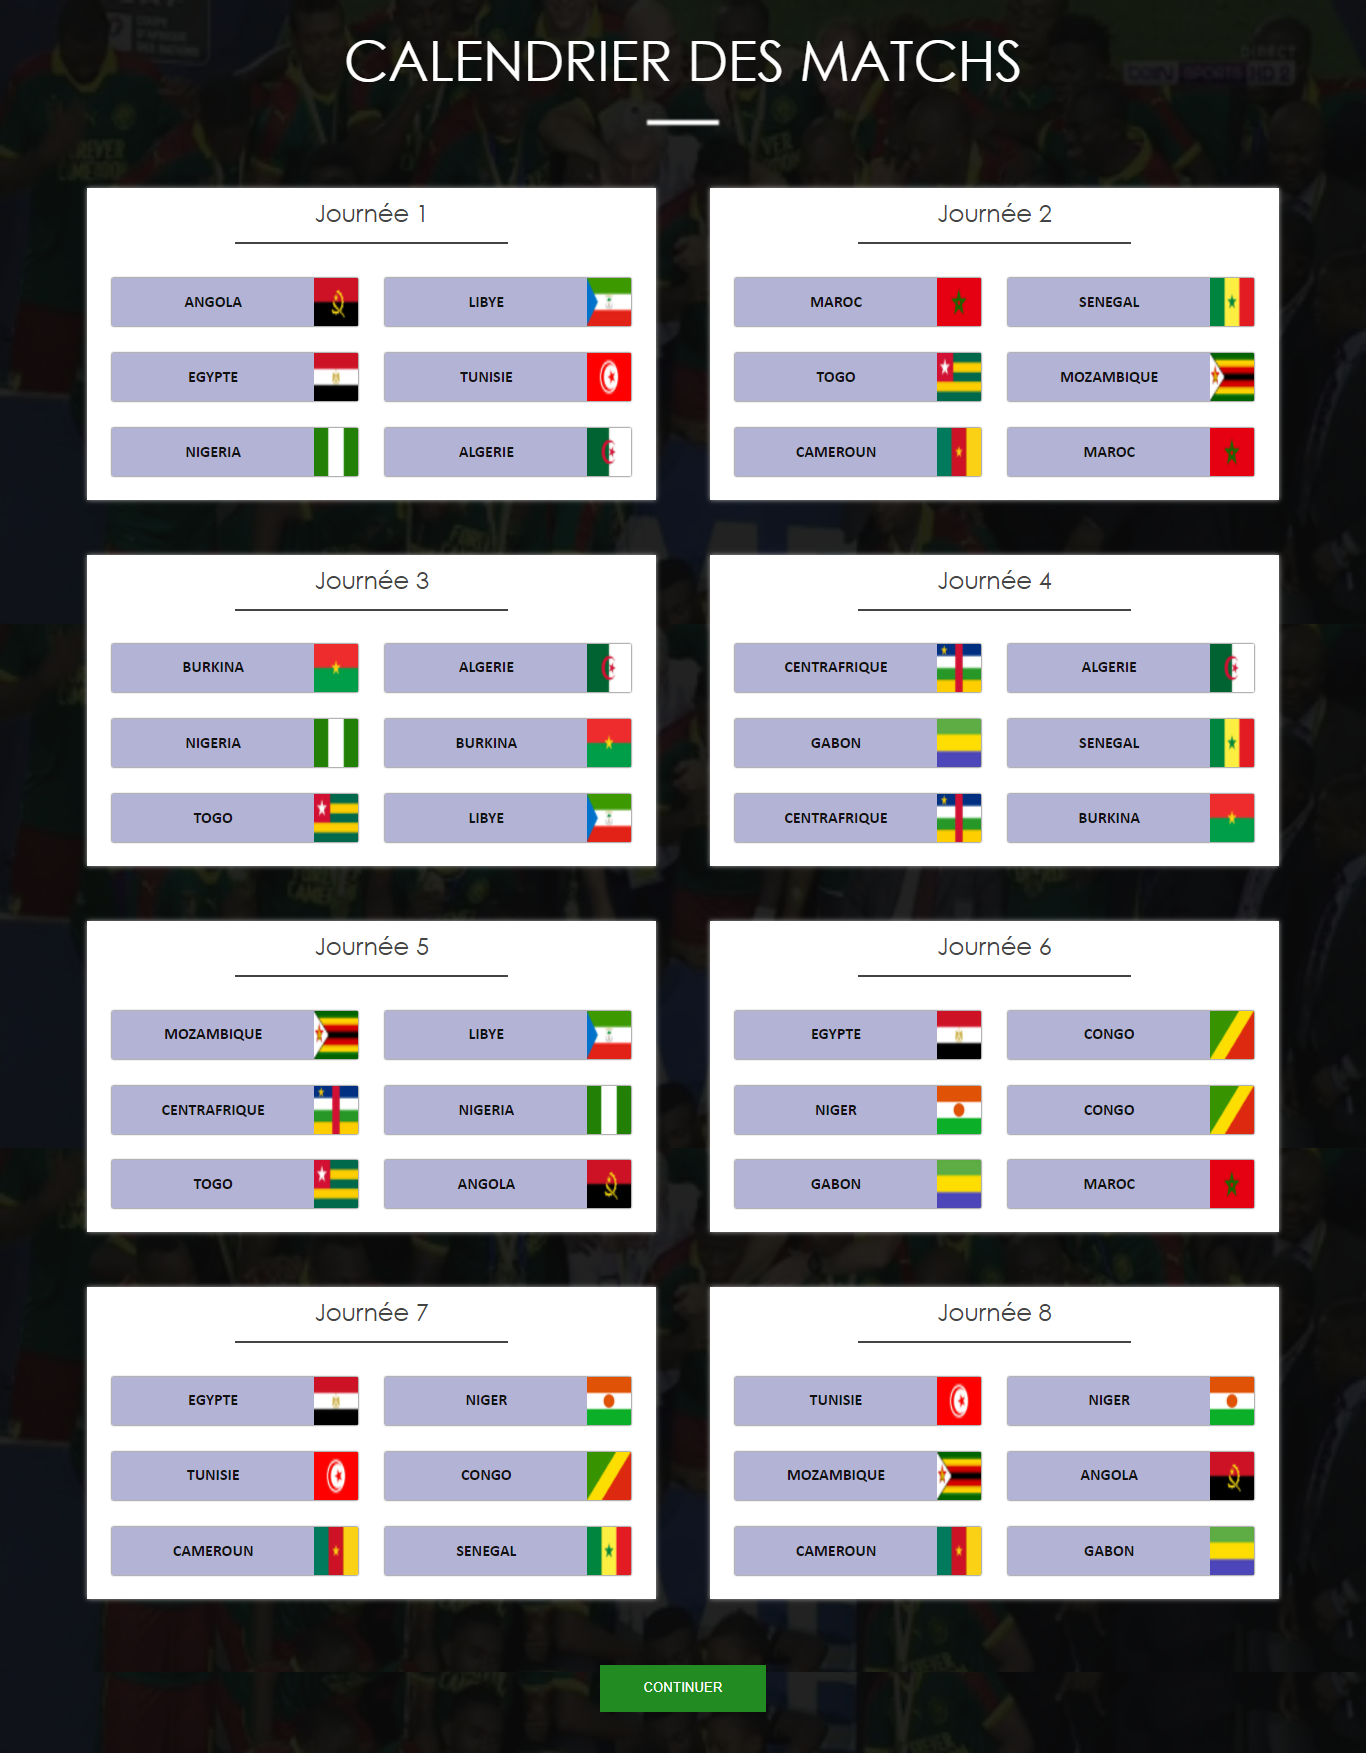 CALENDRIER DES MATCHS
Journée 1
ANGOLA LIBYE
EGYPTE TUNISIE
NIGERIA ALGERIE
Journée 2
MAROC SENEGAL
TOGO MOZAMBIQUE
CAMEROUN MAROC
Journée 3
BURKINA ALGERIE
NIGERIA BURKINA
TOGO LIBYE
Journée 4
CENTRAFRIQUE ALGERIE
GABON SENEGAL
CENTRAFRIQUE BURKINA
Journée 5
MOZAMBIQUE LIBYE
CENTRAFRIQUE NIGERIA
TOGO ANGOLA
Journée 6
EGYPTE CONGO
NIGER CONGO
GABON MAROC
Journée 7
EGYPTE NIGER
TUNISIE CONGO
CAMEROUN SENEGAL
Journée 8
TUNISIE NIGER
MOZAMBIQUE ANGOLA
CAMEROUN GABON
CONTINUER